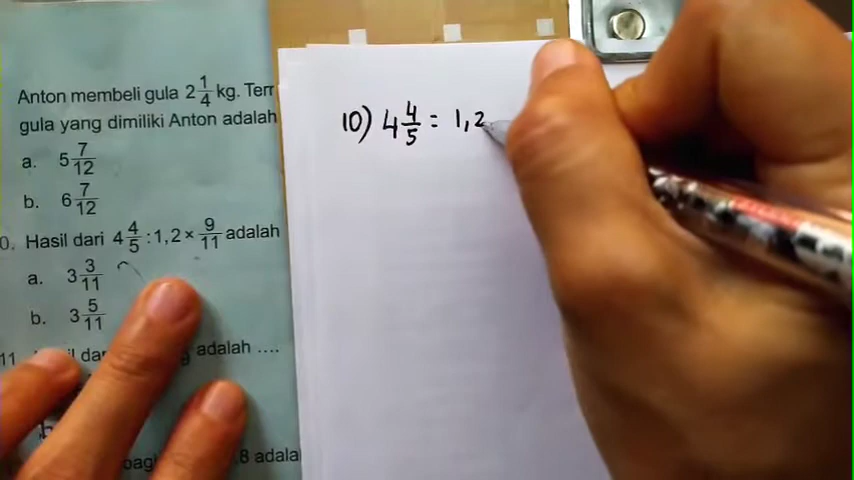 Anton membeli gula 2 1/4 kg.
gula yang dimiliki Anton adalah
a. 5 7/12
b. 6 7/12
0. Hasil dari 4 4/5 : 1,2 × 9/11 adalah
a. 3 3/11
b. 3 5/11
11 adalah ....
8 adala
10) 4 4/5 = 1,2